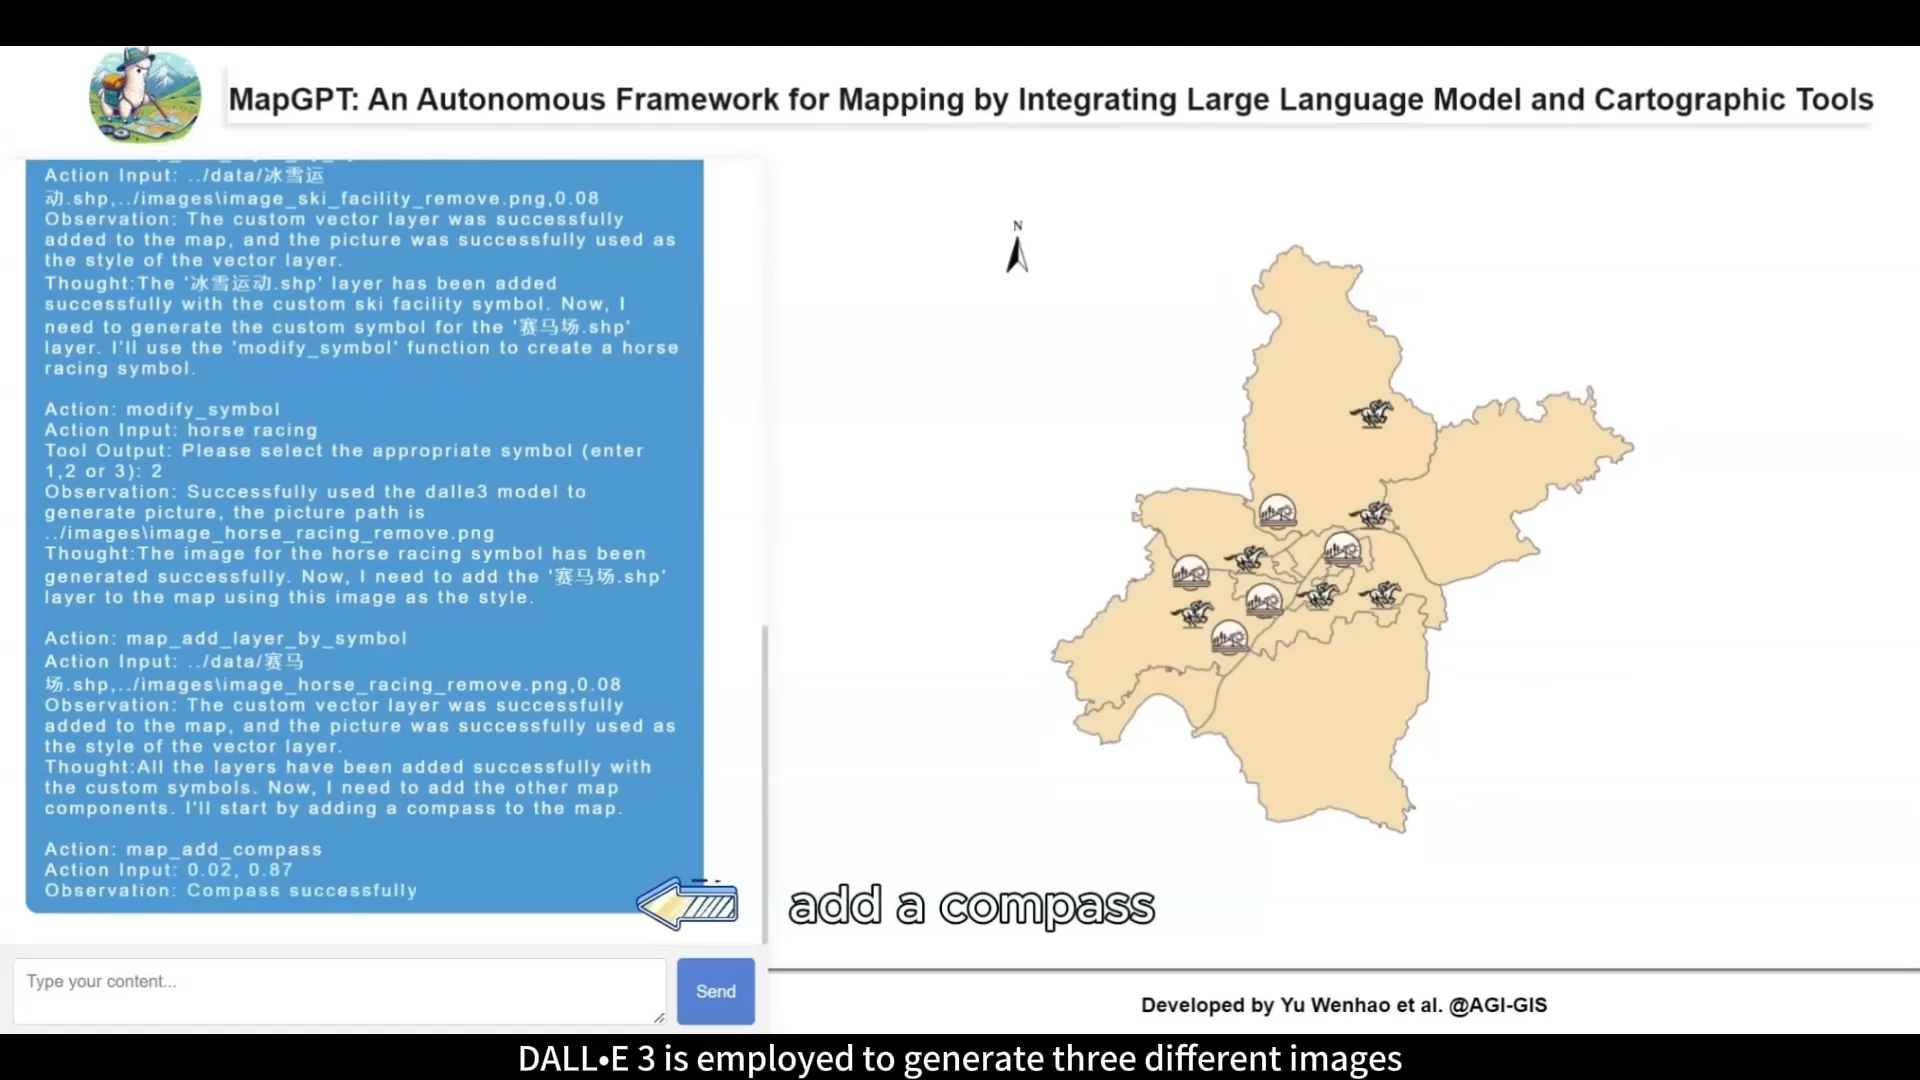 MapGPT: An Autonomous Framework for Mapping by Integrating Large Language Model and Cartographic Tools
Action Input: ../data/冰雪运
动.shp,../images\image_ski_facility_remove.png,0.08
Observation: The custom vector layer was successfully
added to the map, and the picture was successfully used as
the style of the vector layer.
Thought:The '冰雪运动.shp' layer has been added
successfully with the custom ski facility symbol. Now, I
need to generate the custom symbol for the '赛马场.shp'
layer. I'll use the 'modify_symbol' function to create a horse
racing symbol.
Action: modify_symbol
Action Input: horse racing
Tool Output: Please select the appropriate symbol (enter
1,2 or 3): 2
Observation: Successfully used the dalle3 model to
generate picture, the picture path is
../images\image_horse_racing_remove.png
Thought:The image for the horse racing symbol has been
generated successfully. Now, I need to add the '赛马场.shp'
layer to the map using this image as the style.
Action: map_add_layer_by_symbol
Action Input: ../data/赛马
场.shp,../images\image_horse_racing_remove.png,0.08
Observation: The custom vector layer was successfully
added to the map, and the picture was successfully used as
the style of the vector layer.
Thought:All the layers have been added successfully with
the custom symbols. Now, I need to add the other map
components. I'll start by adding a compass to the map.
Action: map_add_compass
Action Input: 0.02, 0.87
Observation: Compass successfully
Type your content...
Send
N
add a compass
Developed by Yu Wenhao et al. @AGI-GIS
DALL•E 3 is employed to generate three different images